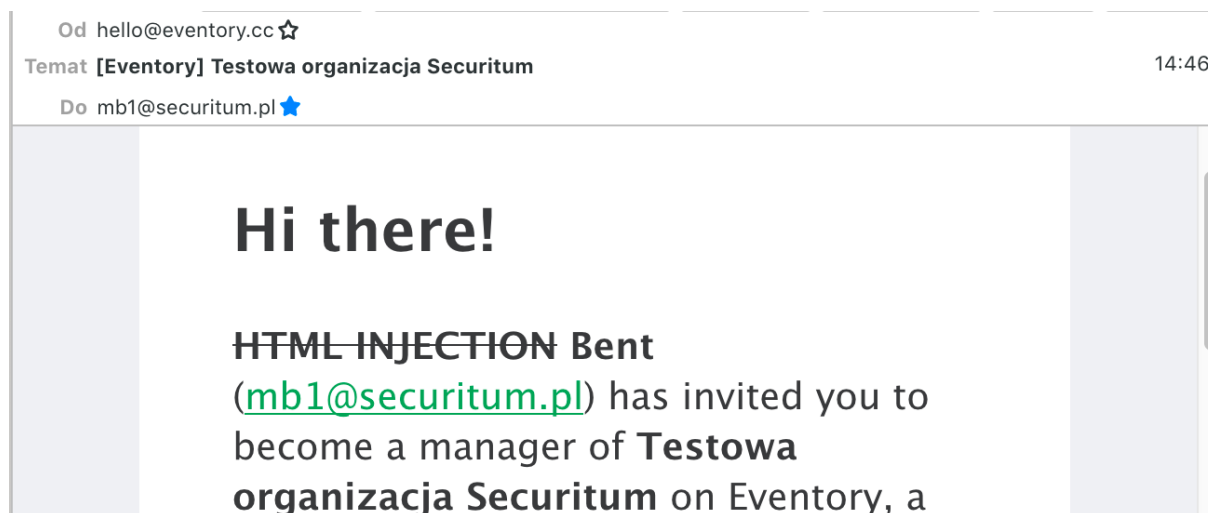 Od hello@eventory.cc
Temat [Eventory] Testowa organizacja Securitum 14:46
Do mb1@securitum.pl
Hi there!
HTML INJECTION Bent
(mb1@securitum.pl) has invited you to
become a manager of Testowa
organizacja Securitum on Eventory, a